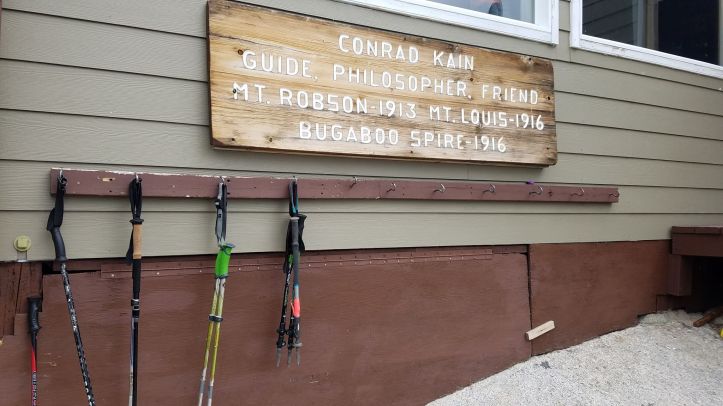 CONRAD KAIN
GUIDE, PHILOSOPHER, FRIEND
MT. ROBSON-1913 MT. LOUIS-1916
BUGABOO SPIRE-1916